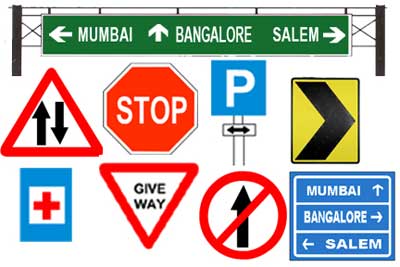 ← MUMBAI ↑ BANGALORE SALEM →
STOP
P
GIVE
WAY
MUMBAI ↑
BANGALORE →
← SALEM